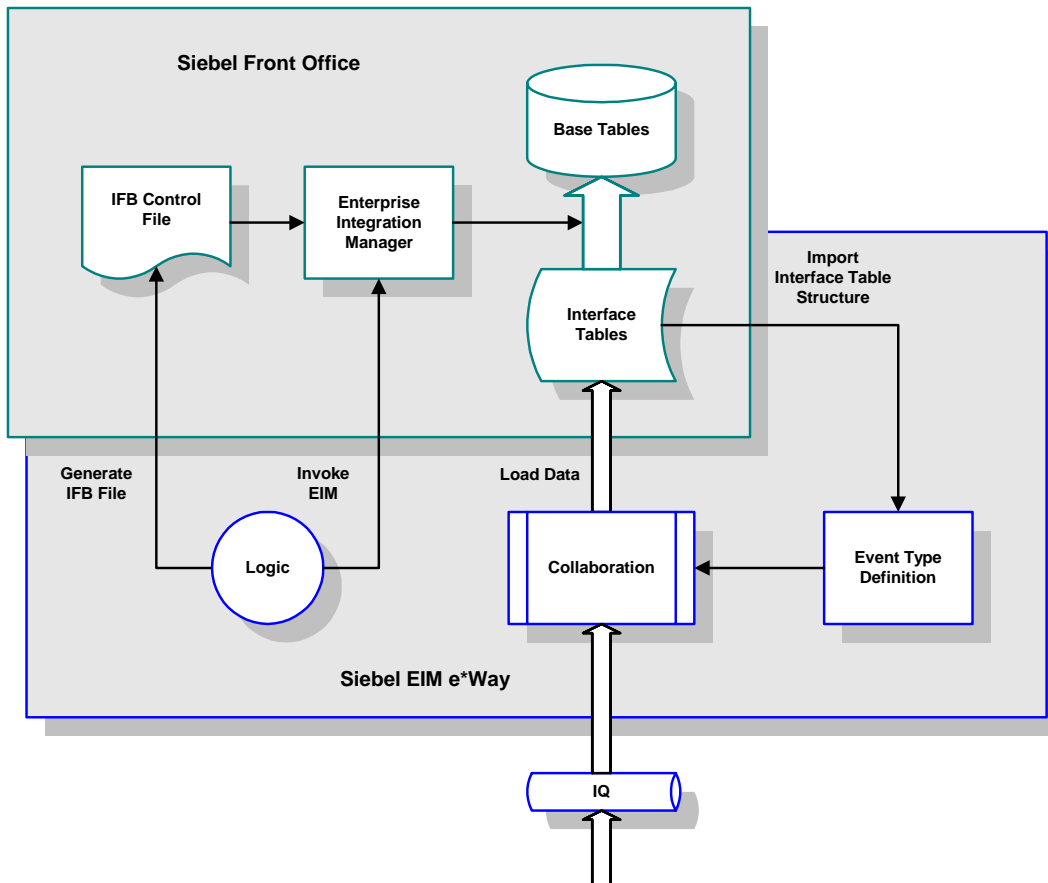 Siebel Front Office
Base Tables
IFB Control
File
Enterprise
Integration
Manager
Import
Interface Table
Structure
Interface
Tables
Generate
IFB File
Invoke
EIM
Load Data
Logic
Collaboration
Event Type
Definition
Siebel EIM e*Way
IQ